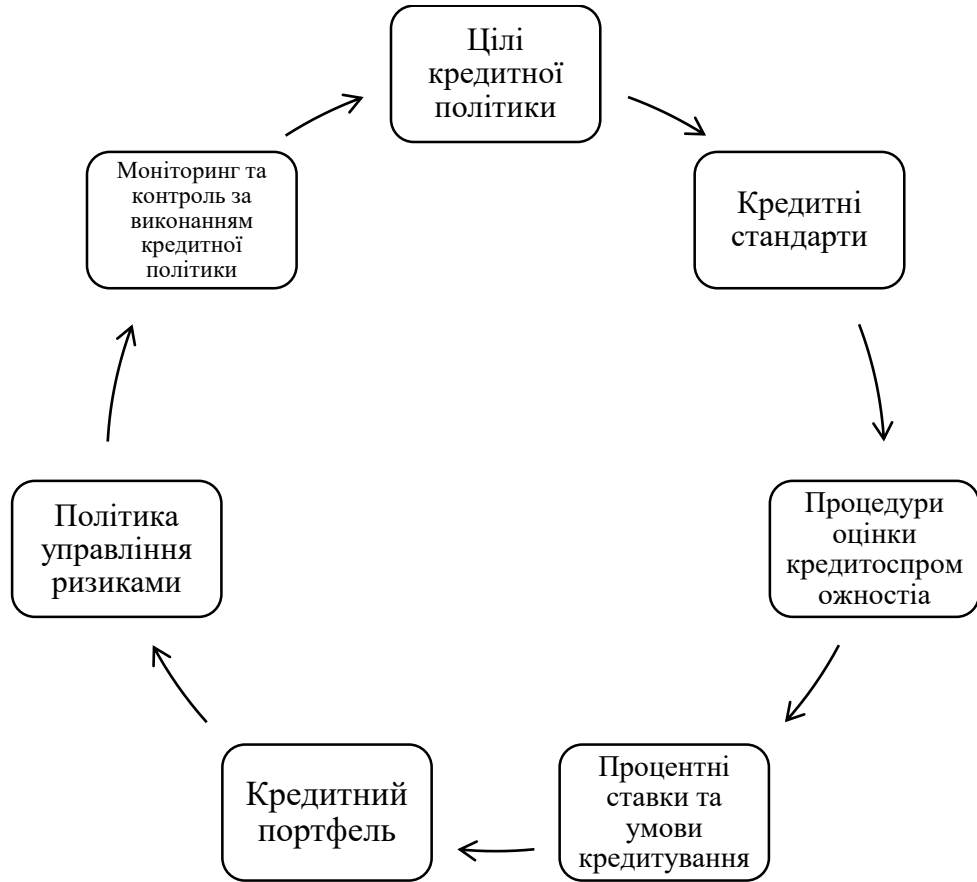 Цілі
кредитної
політики
Кредитні
стандарти
Процедури
оцінки
кредитоспром
ожностіа
Процентні
ставки та
умови
кредитування
Кредитний
портфель
Політика
управління
ризиками
Моніторинг та
контроль за
виконанням
кредитної
політики